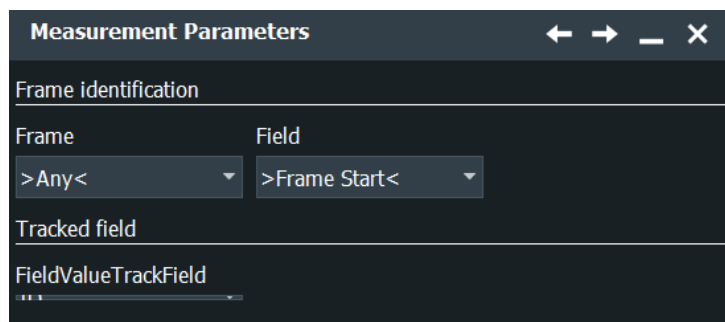 Measurement Parameters
Frame identification
Frame Field
>Any< >Frame Start<
Tracked field
FieldValueTrackField